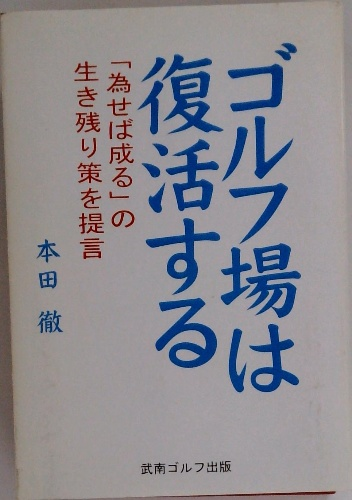 ゴルフ場は
復活する
「為せば成る」の
生き残り策を提言
本田 徹
武南ゴルフ出版